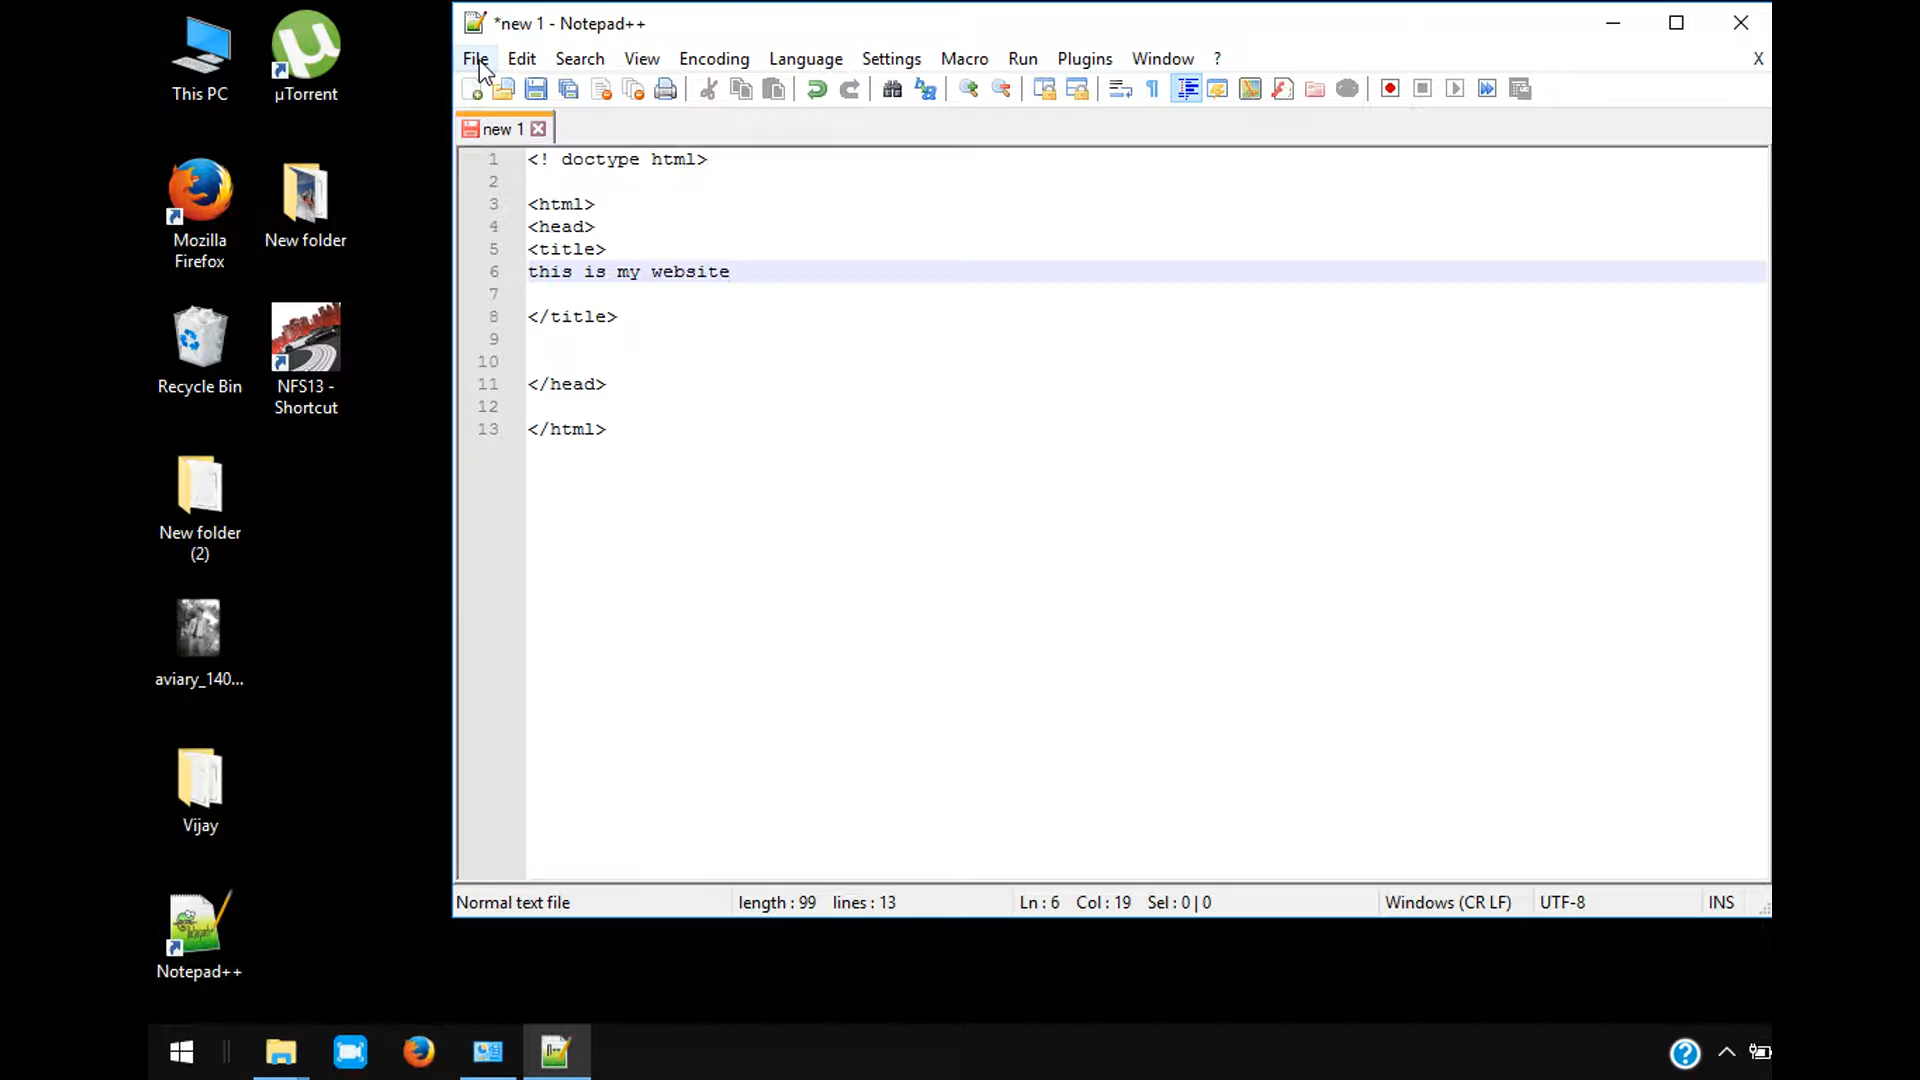 This PC
µTorrent
Mozilla
Firefox
New folder
Recycle Bin
NFS13 -
Shortcut
New folder
(2)
aviary_140...
Vijay
Notepad++
*new 1 - Notepad++
File Edit Search View Encoding Language Settings Macro Run Plugins Window ? X
new 1
1 <! doctype html>
2
3 <html>
4 <head>
5 <title>
6 this is my website
7
8 </title>
9
10
11 </head>
12
13 </html>
Normal text file length : 99 lines : 13 Ln : 6 Col : 19 Sel : 0 | 0 Windows (CR LF) UTF-8 INS